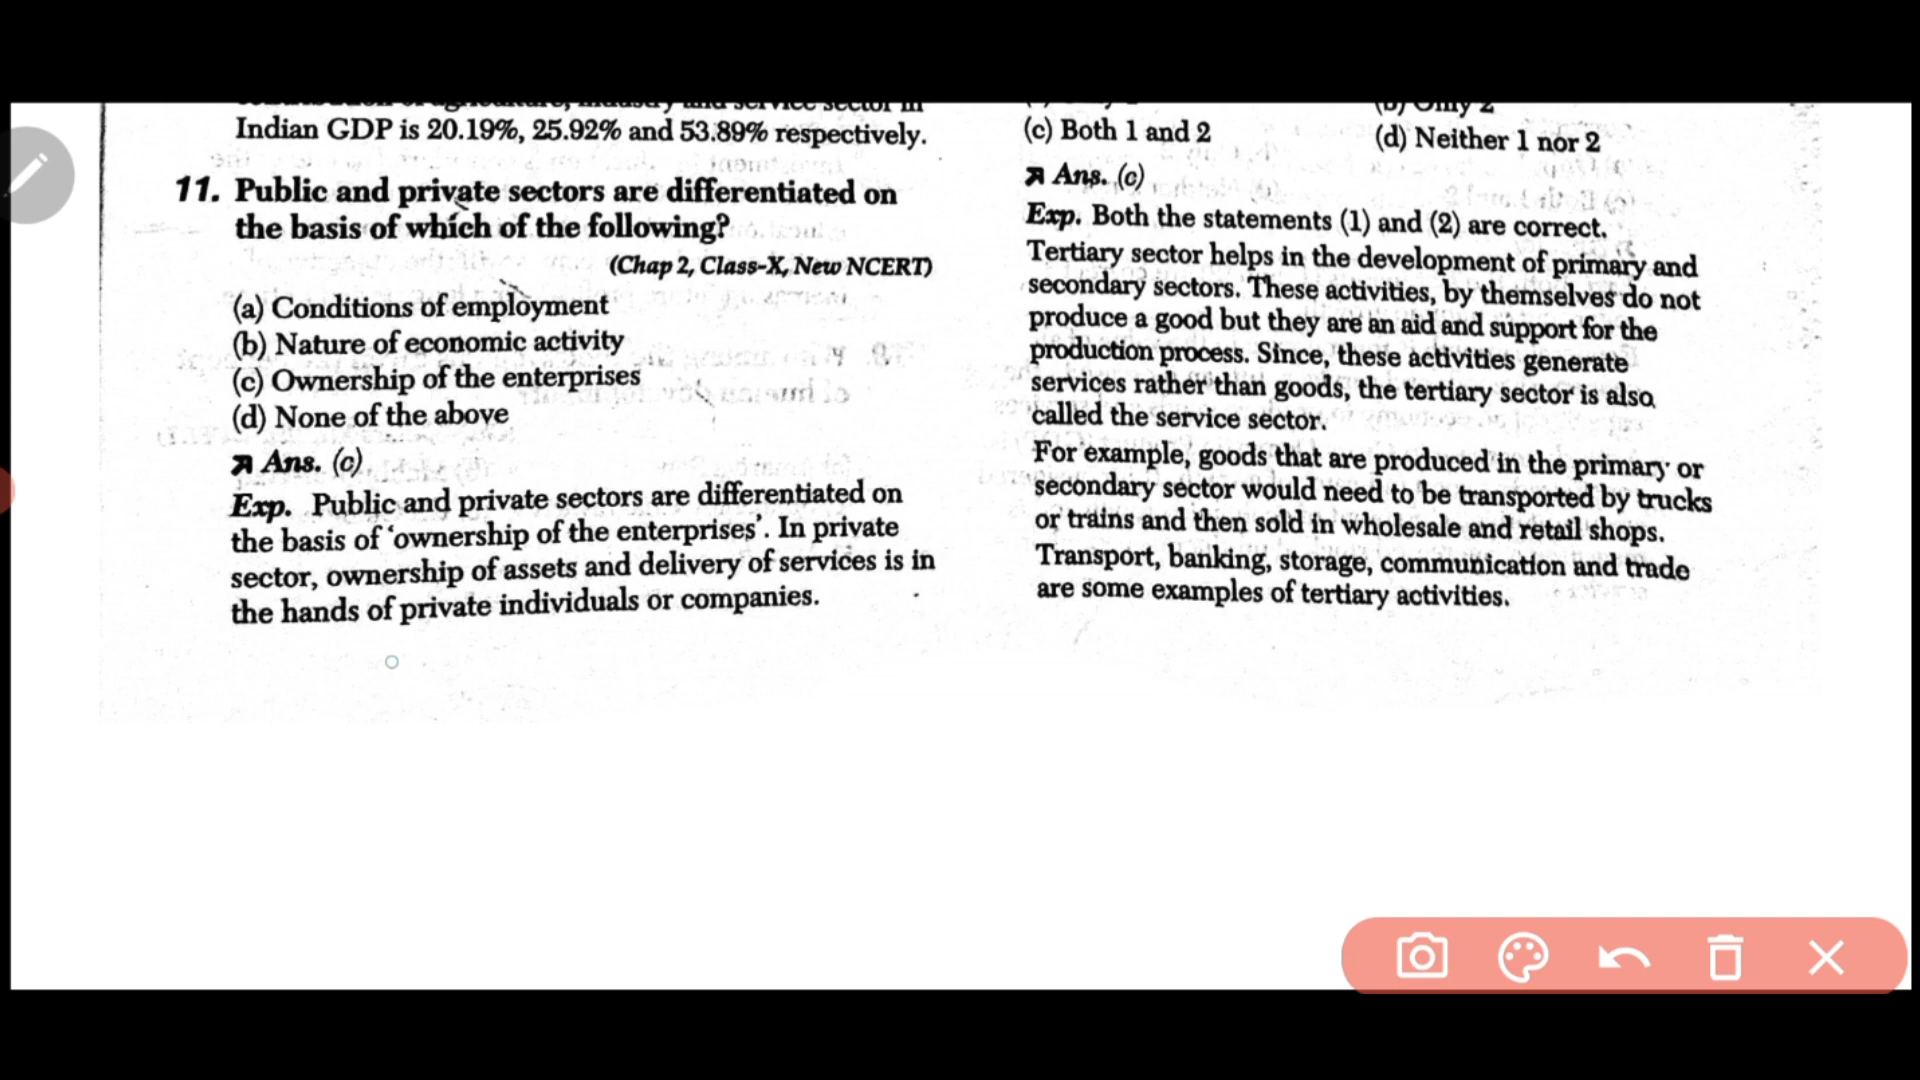 Indian GDP is 20.19%, 25.92% and 53.89% respectively.
11. Public and private sectors are differentiated on
the basis of which of the following?
(Chap 2, Class-X, New NCERT)
(a) Conditions of employment
(b) Nature of economic activity
(c) Ownership of the enterprises
(d) None of the above
Ans. (c)
Exp. Public and private sectors are differentiated on
the basis of 'ownership of the enterprises'. In private
sector, ownership of assets and delivery of services is in
the hands of private individuals or companies.
(b) Only 2
(c) Both 1 and 2
(d) Neither 1 nor 2
Ans. (c)
Exp. Both the statements (1) and (2) are correct.
Tertiary sector helps in the development of primary and
secondary sectors. These activities, by themselves do not
produce a good but they are an aid and support for the
production process. Since, these activities generate
services rather than goods, the tertiary sector is also
called the service sector.
For example, goods that are produced in the primary or
secondary sector would need to be transported by trucks
or trains and then sold in wholesale and retail shops.
Transport, banking, storage, communication and trade
are some examples of tertiary activities.